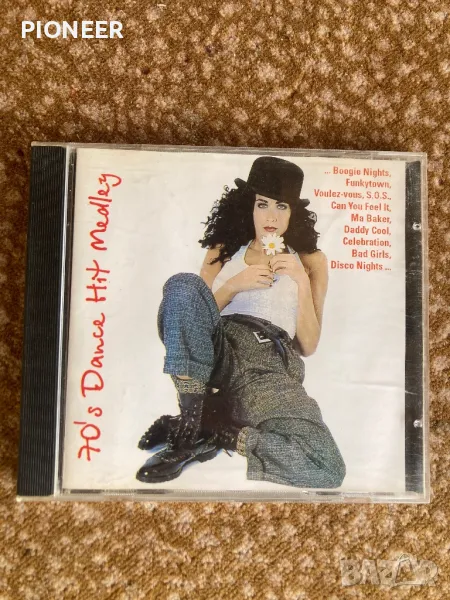 PIONEER
70's Dance Hit Medley
... Boogie Nights,
Funkytown,
Voulez-vous, S.O.S.,
Can You Feel It,
Ma Baker,
Daddy Cool,
Celebration,
Bad Girls,
Disco Nights ...